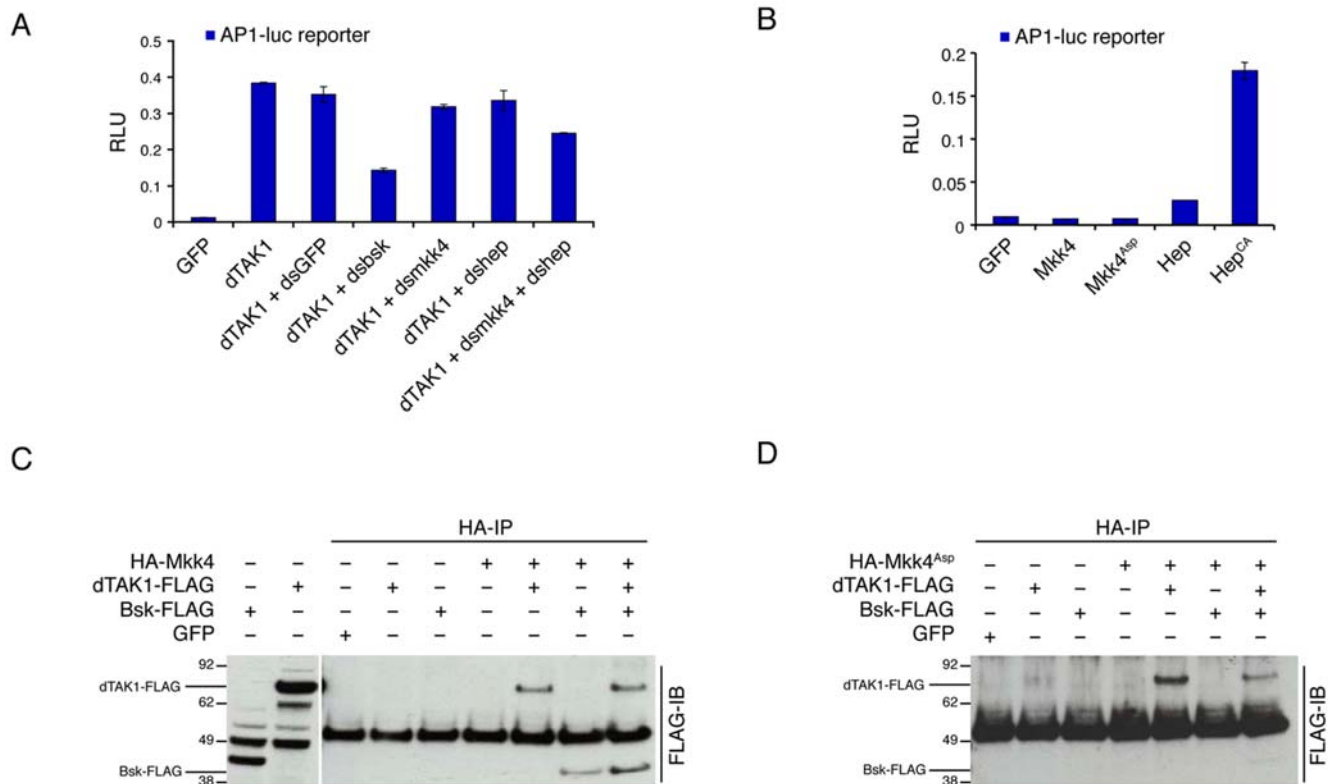 A
AP1-luc reporter
RLU
0.5
0.4
0.3
0.2
0.1
0
GFP
dTAK1
dTAK1 + dsGFP
dTAK1 + dsbsk
dTAK1 + dsmkk4
dTAK1 + dshep
dTAK1 + dsmkk4 + dshep
B
AP1-luc reporter
RLU
0.2
0.15
0.1
0.05
0
GFP
Mkk4
Mkk4Asp
Hep
HepCA
C
HA-IP
HA-Mkk4 – – – – – + + + +
dTAK1-FLAG – + – + – – + – +
Bsk-FLAG + – – – + – – + +
GFP – – + – – – – – –
92
dTAK1-FLAG
62
49
Bsk-FLAG
38
FLAG-IB
D
HA-IP
HA-Mkk4Asp – – – + + + +
dTAK1-FLAG – + – – + – +
Bsk-FLAG – – + – – + +
GFP + – – – – – –
92
dTAK1-FLAG
62
49
Bsk-FLAG
38
FLAG-IB